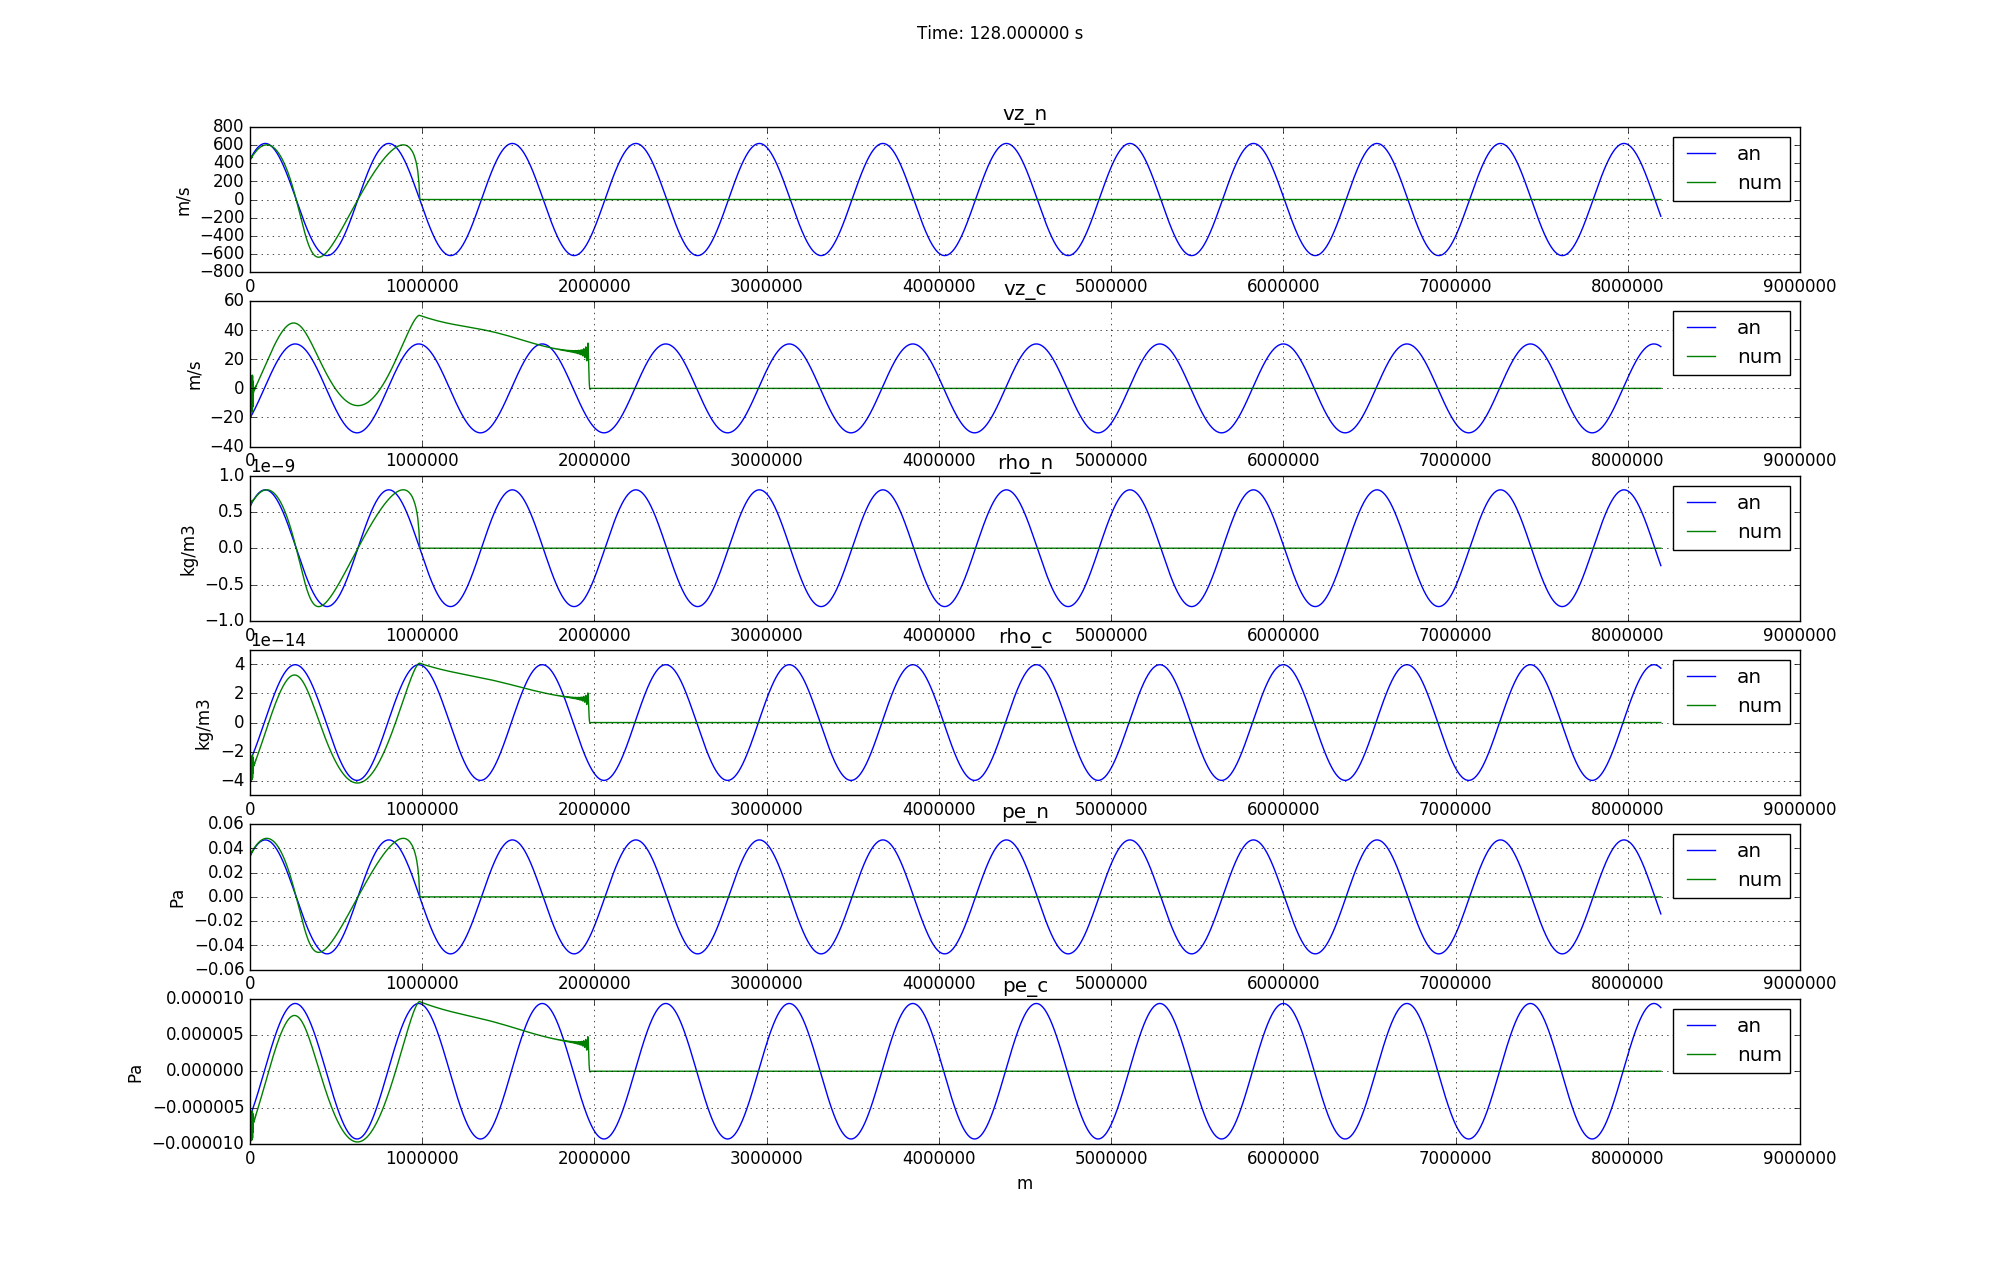 Time: 128.000000 s
vz_n
800
600
400
200
0
−200
−400
−600
−800
m/s
an
num
0 1000000 2000000 3000000 4000000 5000000 6000000 7000000 8000000 9000000
vz_c
60
40
20
0
−20
−40
m/s
an
num
0 1000000 2000000 3000000 4000000 5000000 6000000 7000000 8000000 9000000
1e−9
rho_n
1.0
0.5
0.0
−0.5
−1.0
kg/m3
an
num
0 1000000 2000000 3000000 4000000 5000000 6000000 7000000 8000000 9000000
1e−14
rho_c
4
2
0
−2
−4
kg/m3
an
num
0 1000000 2000000 3000000 4000000 5000000 6000000 7000000 8000000 9000000
pe_n
0.06
0.04
0.02
0.00
−0.02
−0.04
−0.06
Pa
an
num
0 1000000 2000000 3000000 4000000 5000000 6000000 7000000 8000000 9000000
pe_c
0.000010
0.000005
0.000000
−0.000005
−0.000010
Pa
an
num
0 1000000 2000000 3000000 4000000 5000000 6000000 7000000 8000000 9000000
m